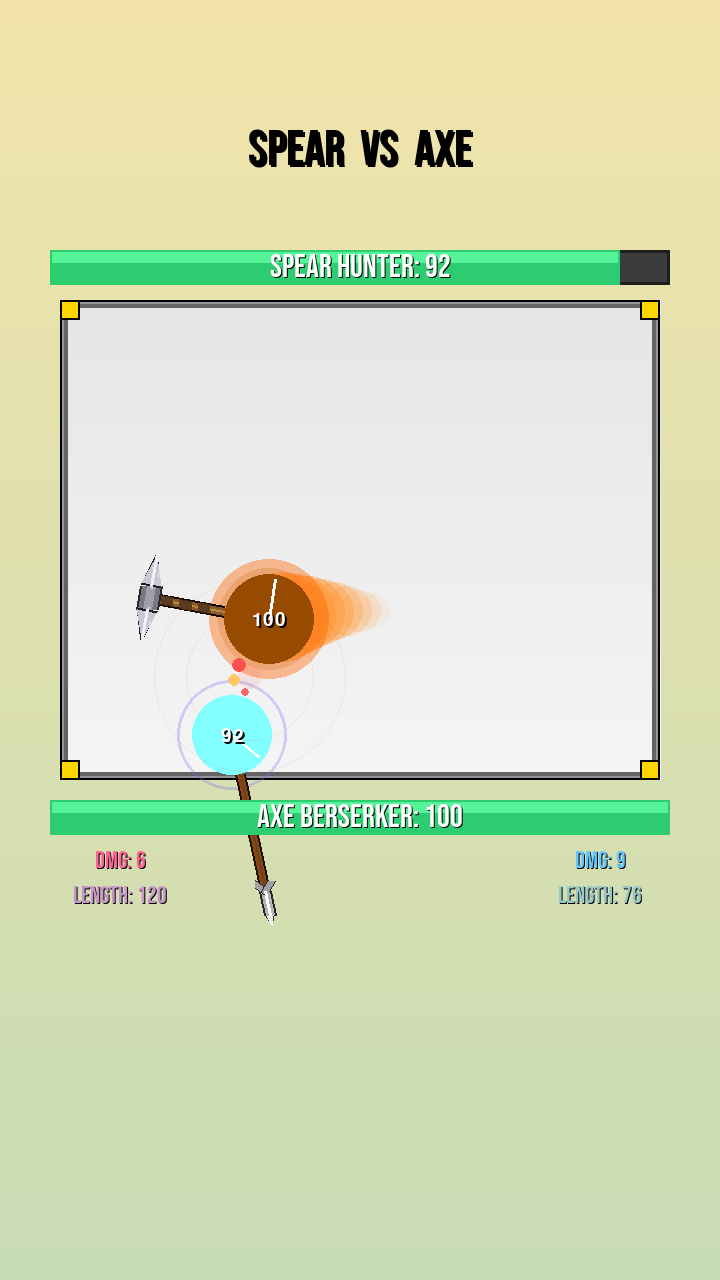 SPEAR VS AXE
SPEAR HUNTER: 92
100
92
AXE BERSERKER: 100
DMG: 6
DMG: 9
LENGTH: 120
LENGTH: 76